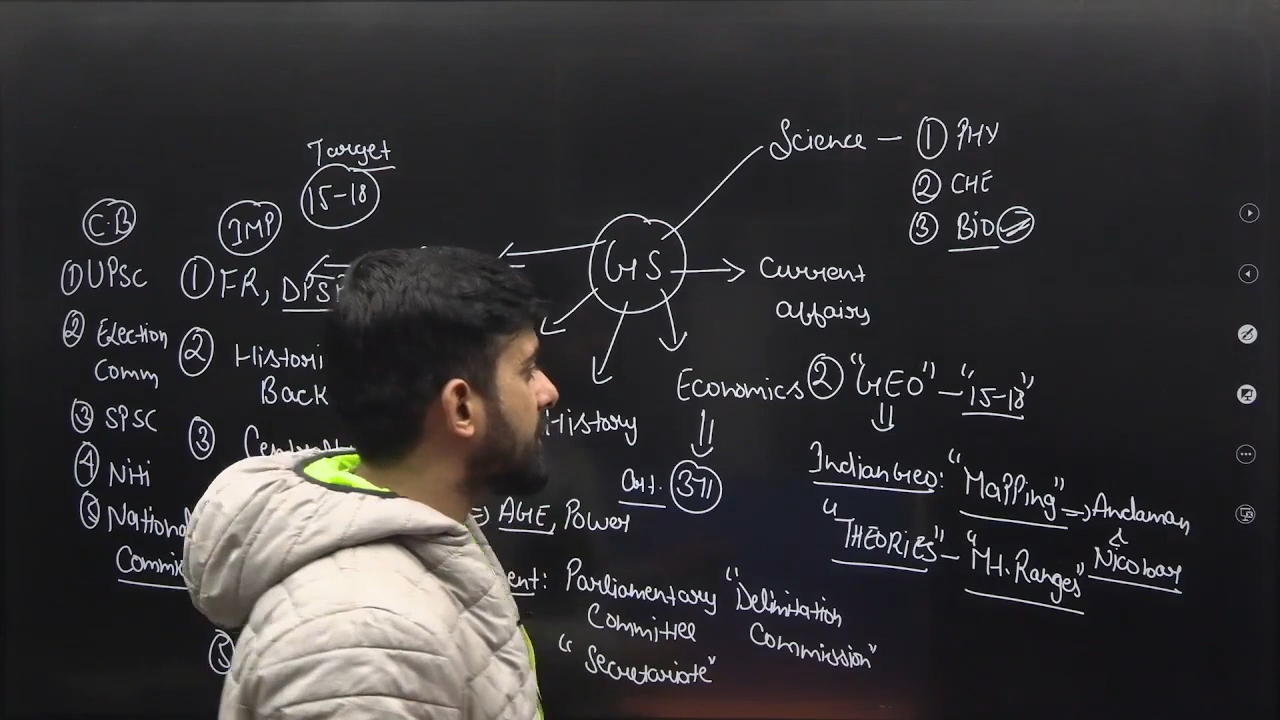 Target
15-18
C.B
IMP
① UPSC
② Election
Comm
③ SPSC
④ Niti
⑤ National
① FR, DPSP
② Histori
Back
③
⑤
GS
Science — ① PHY
② CHE
③ BIO
Current
affairs
Economics
Art. 371
History
=> AGE, Power
ent: Parliamentary
Committee
"Secretariate"
"Delimitation
Commission"
② "GEO" — "15-18"
Indian Geo: "Mapping" => Andaman
&
Nicobar
"THEORIES" — "Mt. Ranges"